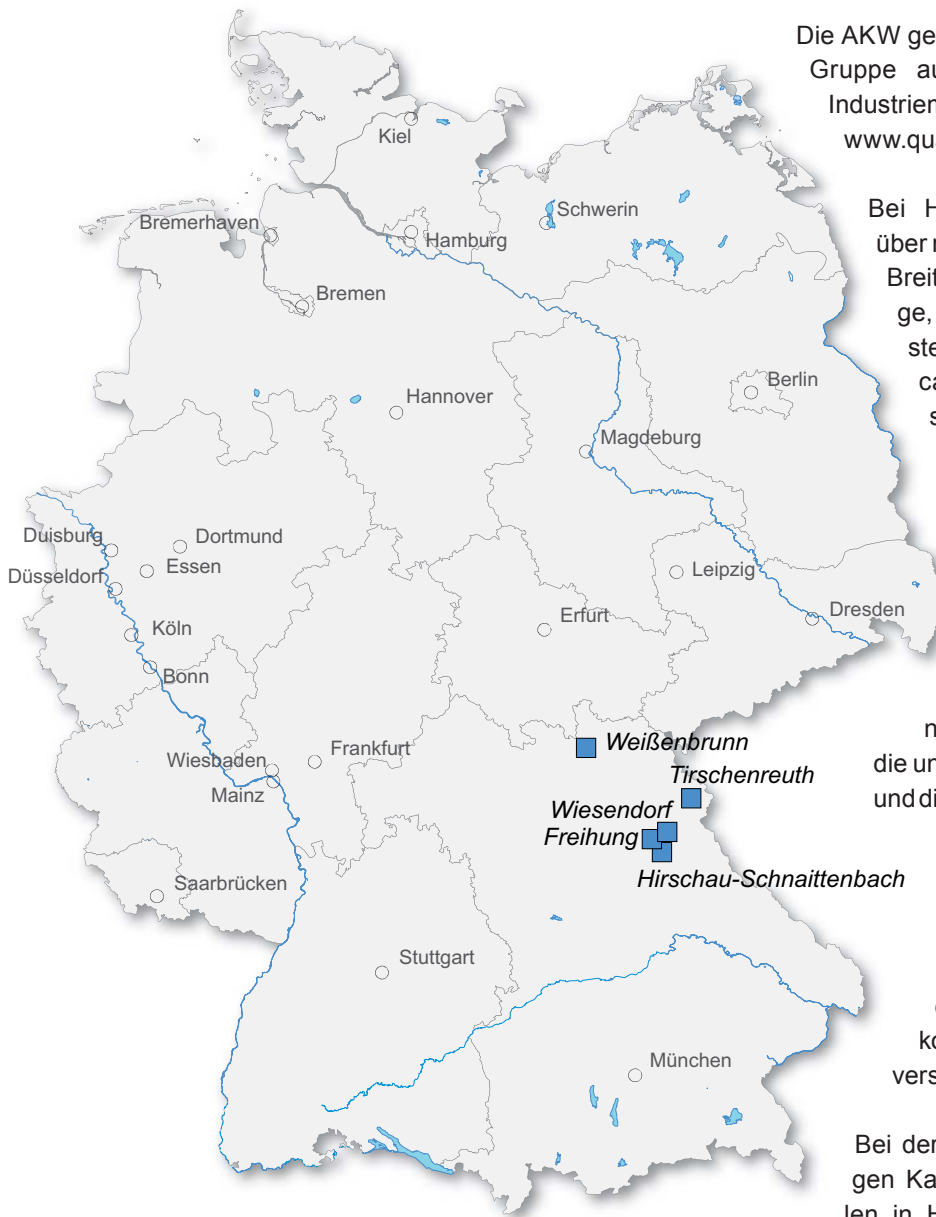 Die AKW ge
Gruppe au
Industrien
www.qua
Kiel
Bei H
Schwerin
Bremerhaven
Hamburg
über r
Breit
Bremen
ge,
ste
Berlin
ca
Hannover
s
Magdeburg
Duisburg
Dortmund
Essen
Leipzig
Düsseldorf
Erfurt
Dresden
Köln
Bonn
n
Weißenbrunn
Frankfurt
Wiesbaden
die un
Tirschenreuth
Mainz
und di
Wiesendorf
Freihung
Saarbrücken
Hirschau-Schnaittenbach
Stuttgart
ko
München
vers
Bei der
gen Ka
len in H